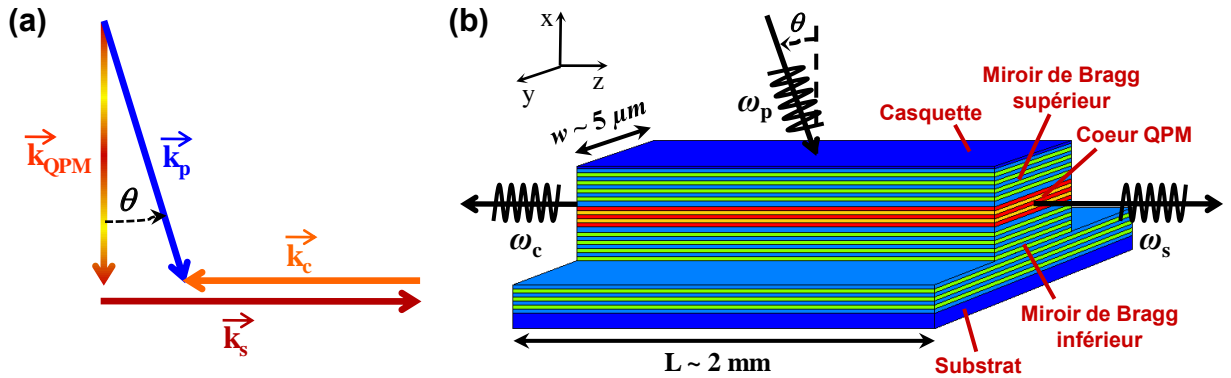 (a)
k_QPM
θ
k_p
k_c
k_s
(b)
x
y
z
θ
ω_p
w ~ 5 μm
Casquette
Miroir de Bragg
supérieur
Coeur QPM
ω_c
ω_s
Miroir de Bragg
inférieur
Substrat
L ~ 2 mm